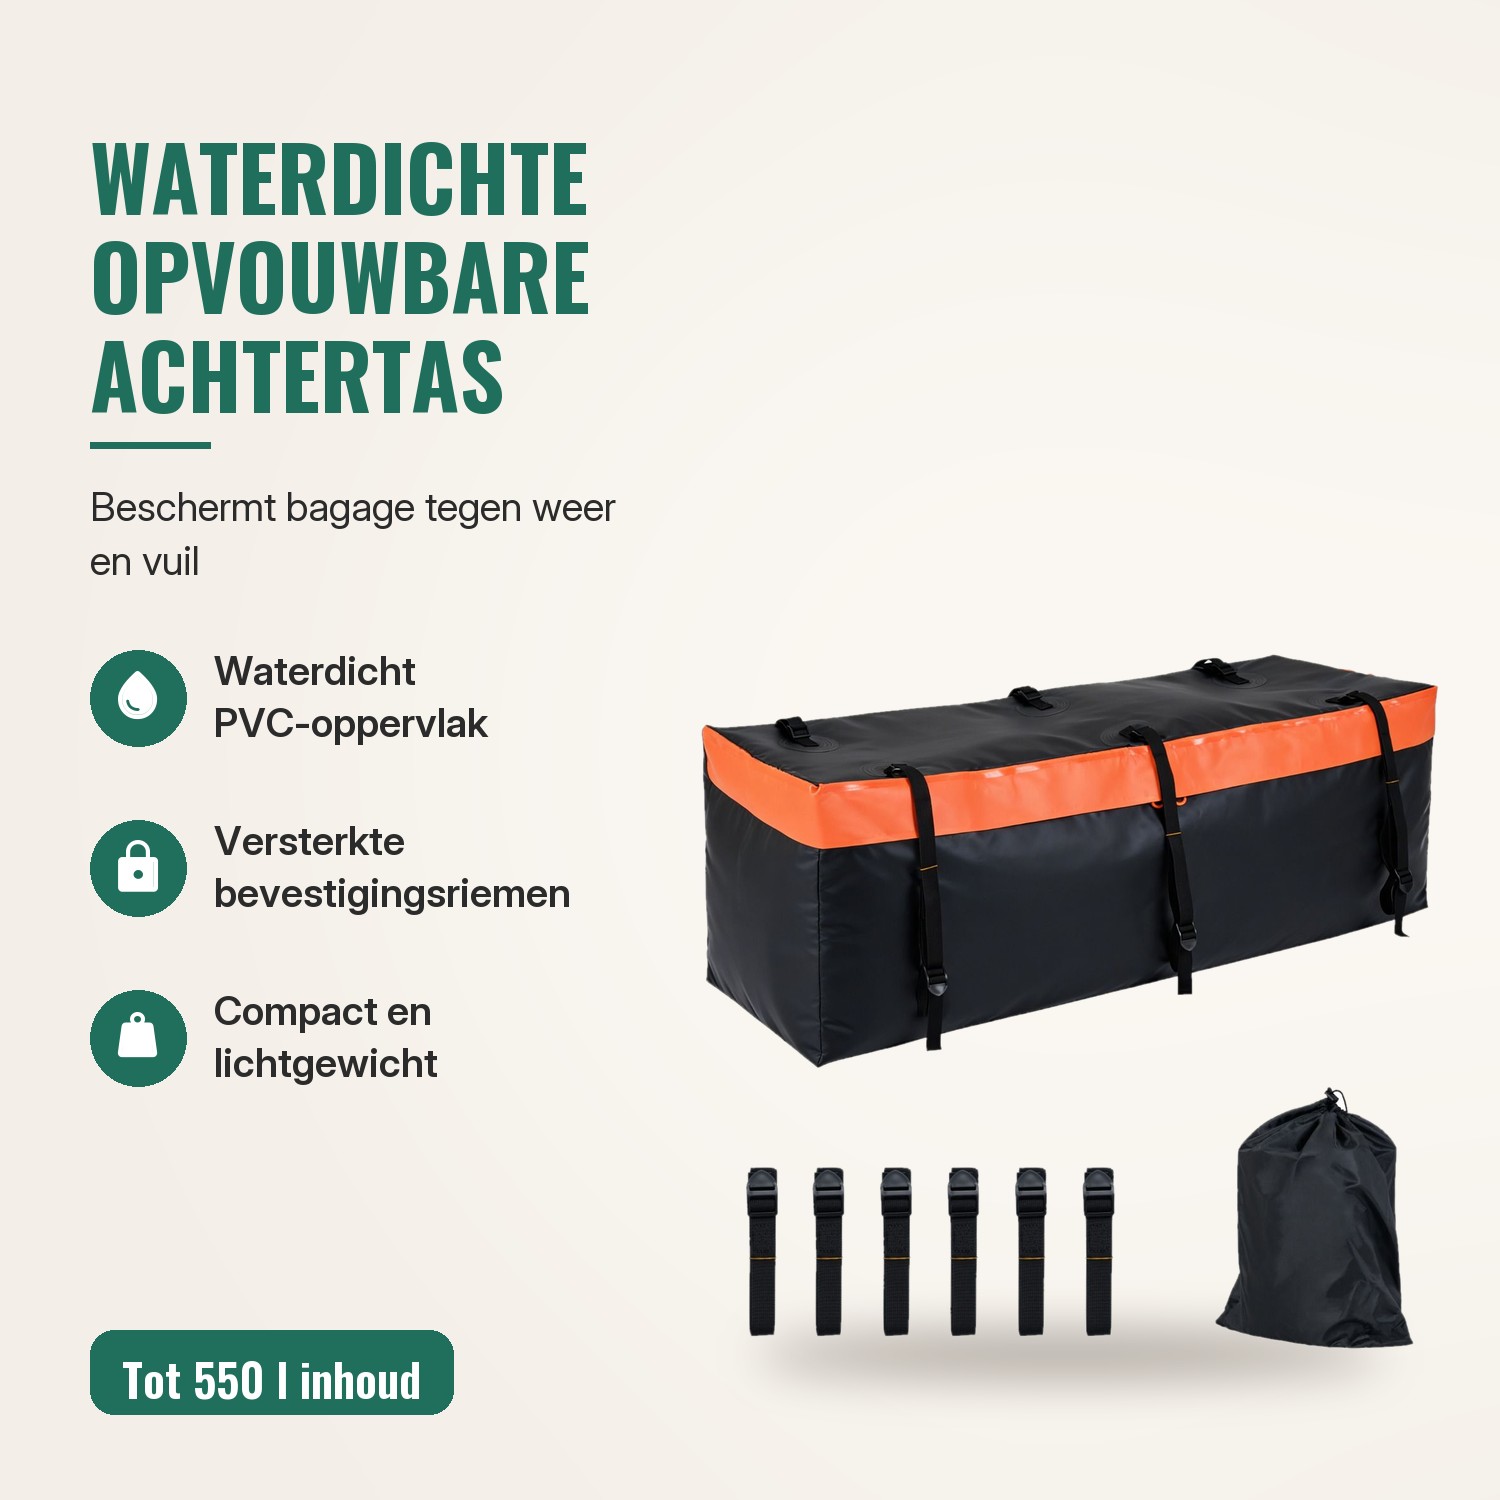 WATERDICHTE
OPVOUWBARE
ACHTERTAS
Beschermt bagage tegen weer
en vuil
Waterdicht
PVC-oppervlak
Versterkte
bevestigingsriemen
Compact en
lichtgewicht
Tot 550 l inhoud